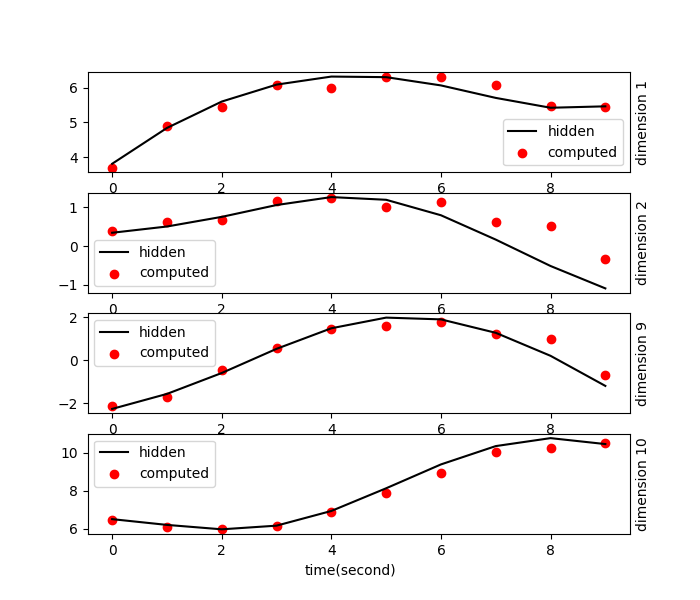 6
5
4
0 2 4 6 8
hidden
computed
dimension 1
1
0
−1
0 2 4 6 8
hidden
computed
dimension 2
2
0
−2
0 2 4 6 8
hidden
computed
dimension 9
10
8
6
0 2 4 6 8
hidden
computed
dimension 10
time(second)